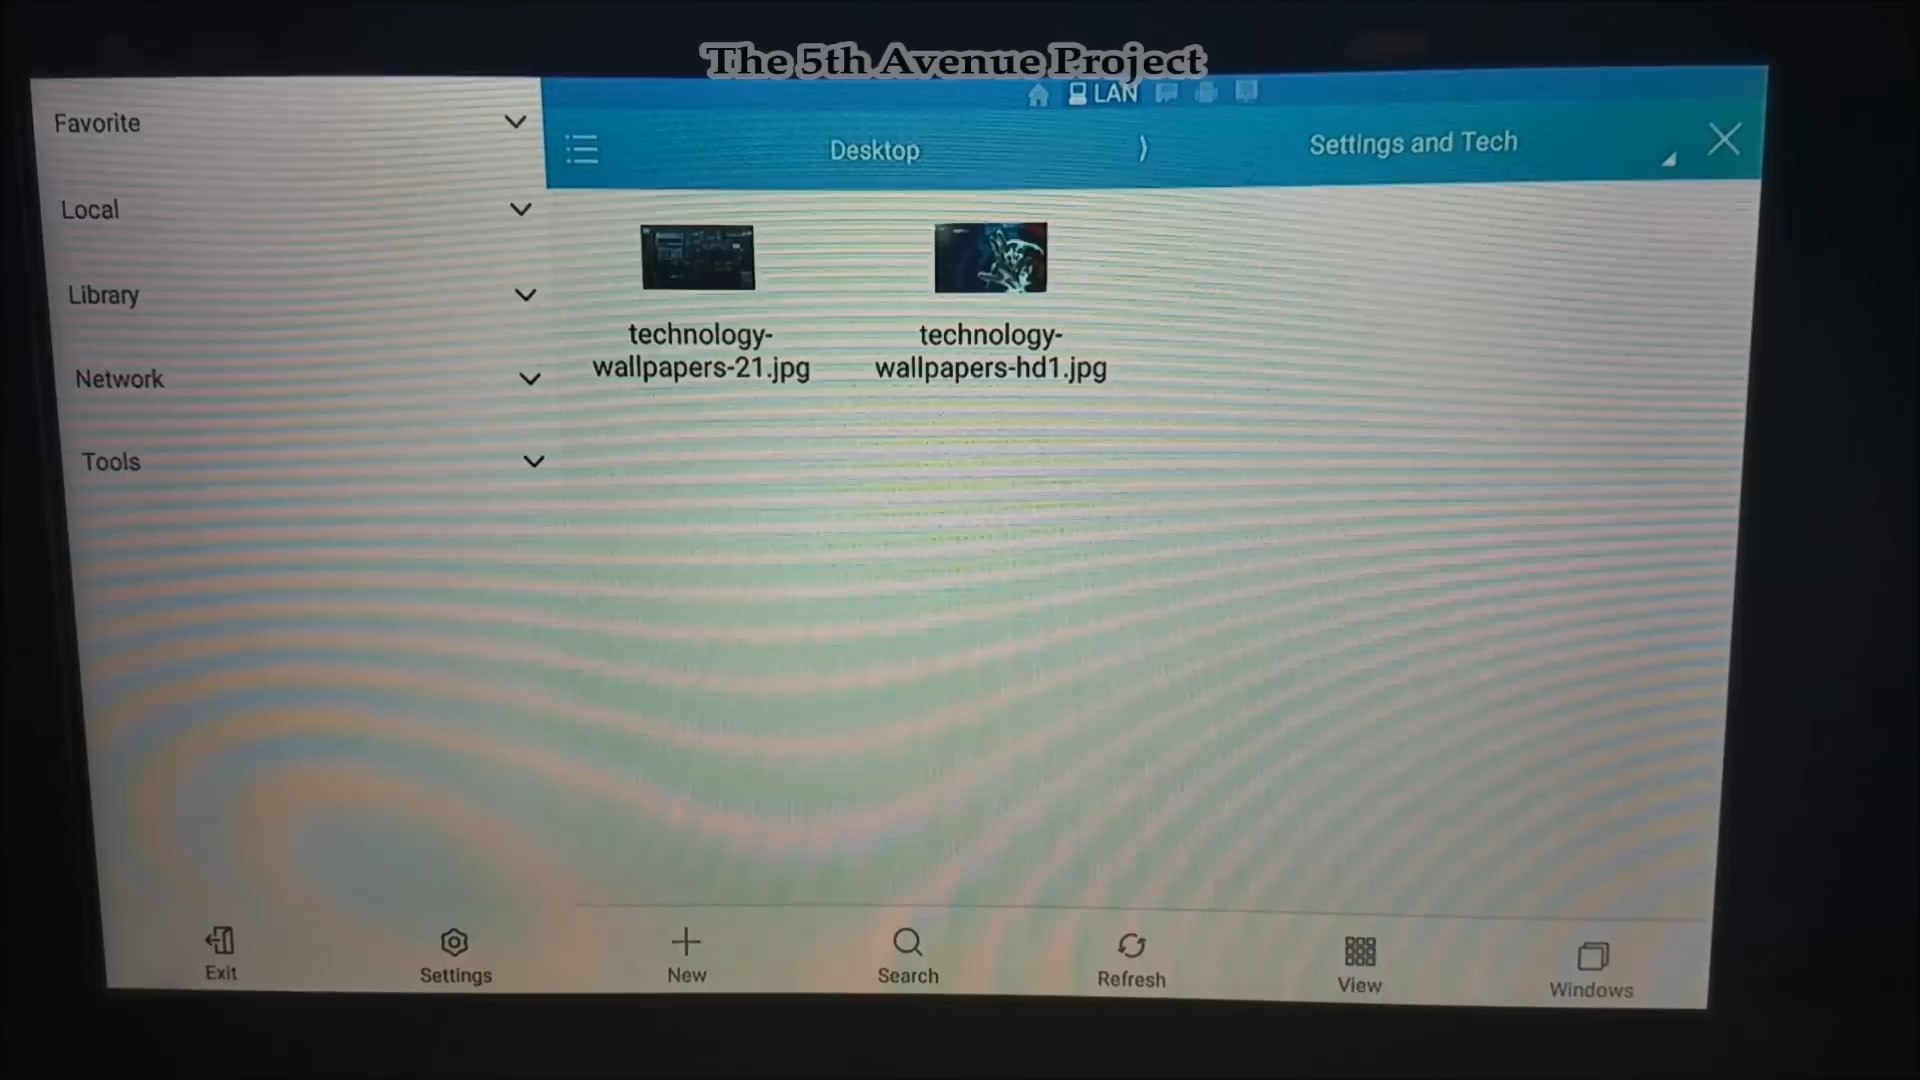 The 5th Avenue Project
LAN
Favorite
Local
Library
Network
Tools
Desktop
Settings and Tech
technology-
wallpapers-21.jpg
technology-
wallpapers-hd1.jpg
Exit
Settings
New
Search
Refresh
View
Windows